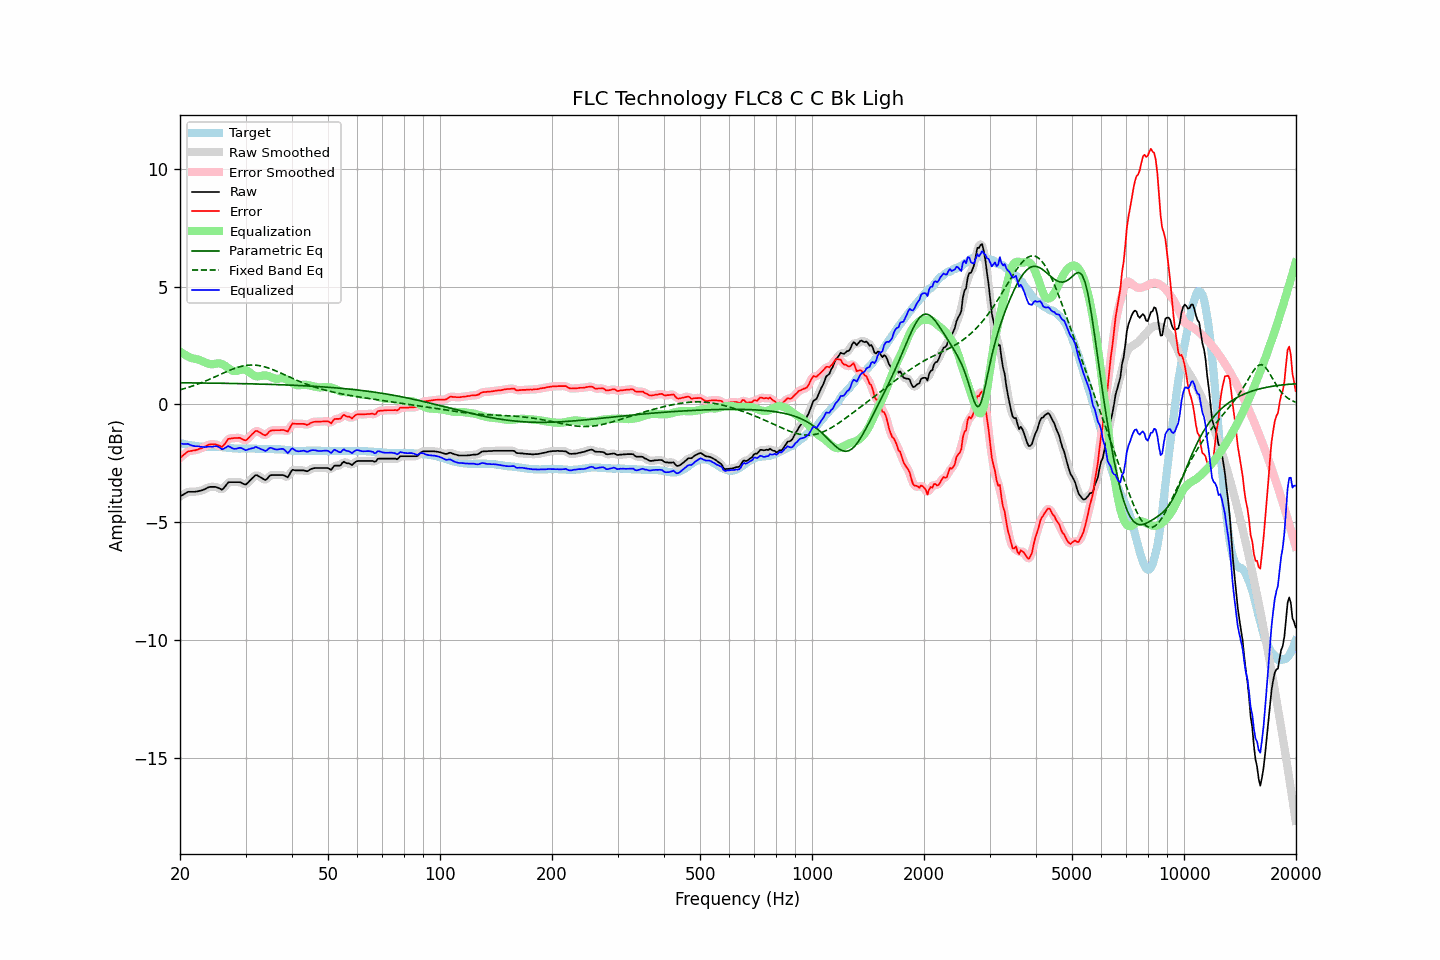 FLC Technology FLC8 C C Bk Ligh
Target
Raw Smoothed
Error Smoothed
Raw
Error
Equalization
Parametric Eq
Fixed Band Eq
Equalized
Amplitude (dBr)
10
5
0
−5
−10
−15
20
50
100
200
500
1000
2000
5000
10000
20000
Frequency (Hz)